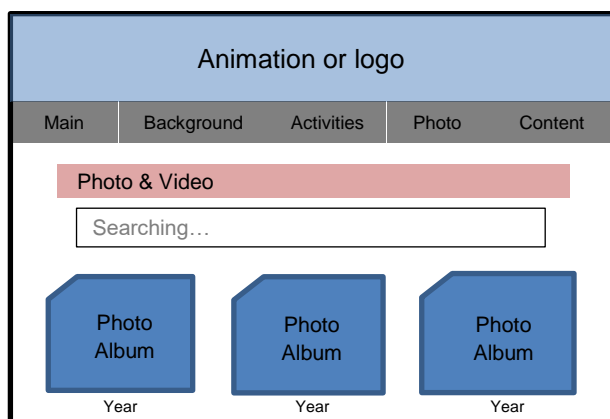 Animation or logo
Main Background Activities Photo Content
Photo & Video
Searching…
Photo Album
Photo Album
Photo Album
Year Year Year